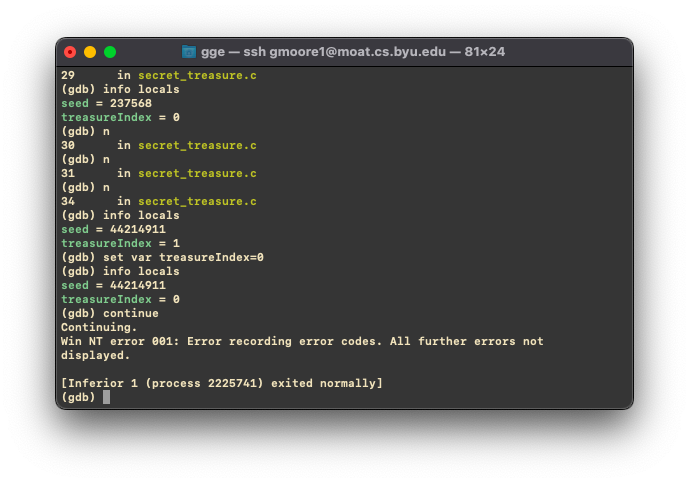 gge — ssh gmoore1@moat.cs.byu.edu — 81×24
29      in secret_treasure.c
(gdb) info locals
seed = 237568
treasureIndex = 0
(gdb) n
30      in secret_treasure.c
(gdb) n
31      in secret_treasure.c
(gdb) n
34      in secret_treasure.c
(gdb) info locals
seed = 44214911
treasureIndex = 1
(gdb) set var treasureIndex=0
(gdb) info locals
seed = 44214911
treasureIndex = 0
(gdb) continue
Continuing.
Win NT error 001: Error recording error codes. All further errors not
displayed.
[Inferior 1 (process 2225741) exited normally]
(gdb)